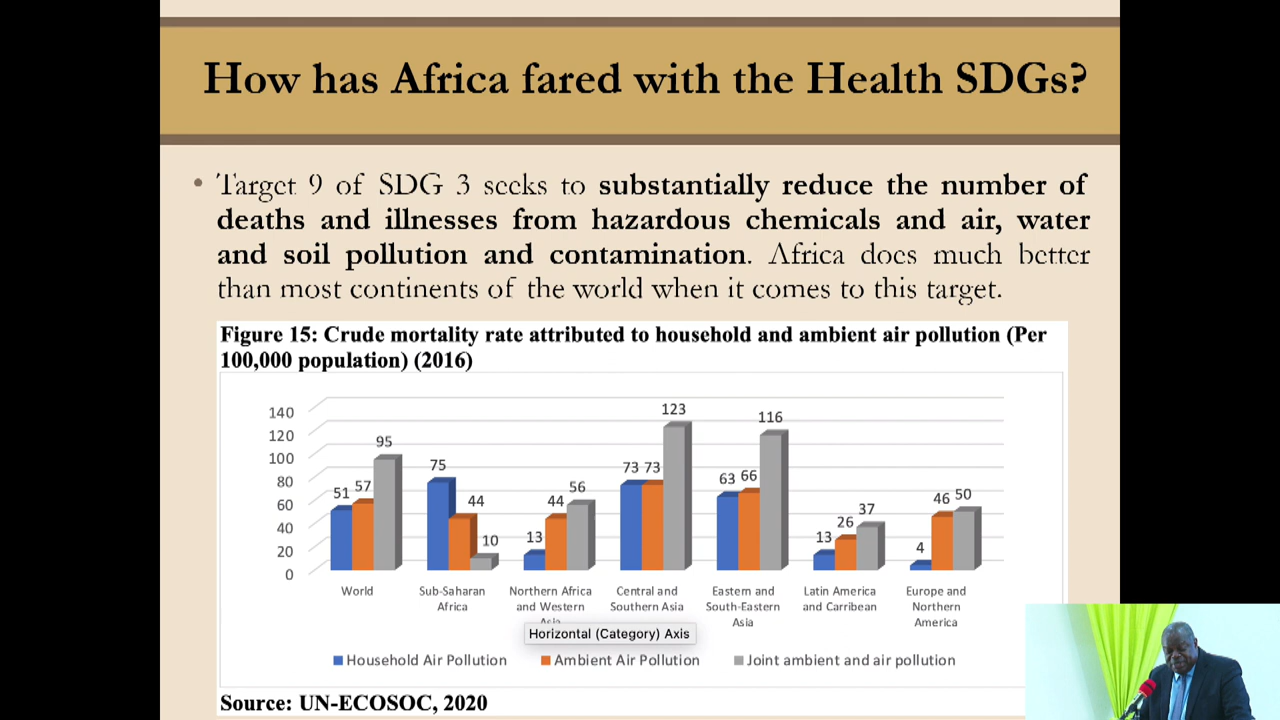 How has Africa fared with the Health SDGs?
• Target 9 of SDG 3 seeks to substantially reduce the number of
deaths and illnesses from hazardous chemicals and air, water
and soil pollution and contamination. Africa does much better
than most continents of the world when it comes to this target.
Figure 15: Crude mortality rate attributed to household and ambient air pollution (Per
100,000 population) (2016)
140
120
100
80
60
40
20
0
51 57 95
75 44 10
13 44 56
73 73 123
63 66 116
13 26 37
4 46 50
World
Sub-Saharan
Africa
Northern Africa
and Western
Asia
Central and
Southern Asia
Eastern and
South-Eastern
Asia
Latin America
and Carribean
Europe and
Northern
America
Horizontal (Category) Axis
Household Air Pollution
Ambient Air Pollution
Joint ambient and air pollution
Source: UN-ECOSOC, 2020